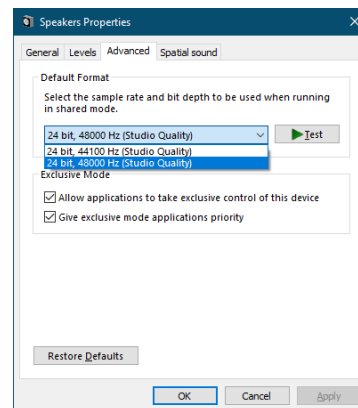 Speakers Properties
General Levels Advanced Spatial sound
Default Format
Select the sample rate and bit depth to be used when running
in shared mode.
24 bit, 48000 Hz (Studio Quality)
Test
24 bit, 44100 Hz (Studio Quality)
24 bit, 48000 Hz (Studio Quality)
Exclusive Mode
Allow applications to take exclusive control of this device
Give exclusive mode applications priority
Restore Defaults
OK Cancel Apply